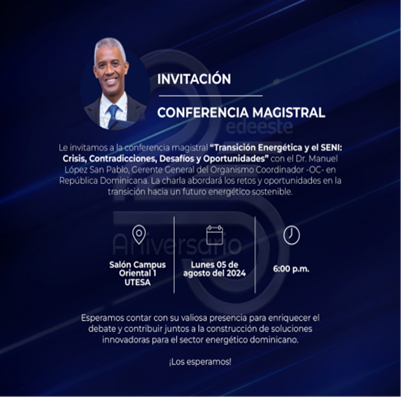 INVITACIÓN
CONFERENCIA MAGISTRAL
edeeste
Le invitamos a la conferencia magistral "Transición Energética y el SENI:
Crisis, Contradicciones, Desafíos y Oportunidades" con el Dr. Manuel
López San Pablo, Gerente General del Organismo Coordinador -OC- en
República Dominicana. La charla abordará los retos y oportunidades en la
transición hacia un futuro energético sostenible.
Aniversario
Salón Campus
Oriental 1
UTESA
Lunes 05 de
agosto del 2024
6:00 p.m.
Esperamos contar con su valiosa presencia para enriquecer el
debate y contribuir juntos a la construcción de soluciones
innovadoras para el sector energético dominicano.
¡Los esperamos!